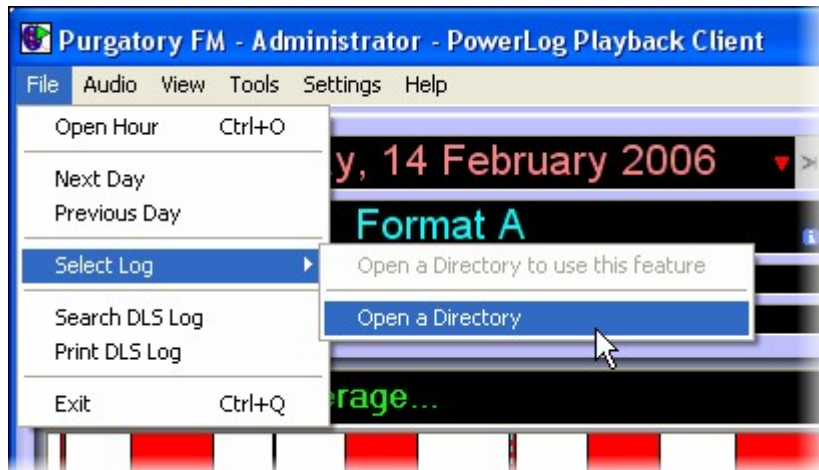 Purgatory FM - Administrator - PowerLog Playback Client
File Audio View Tools Settings Help
Open Hour Ctrl+O
y, 14 February 2006
Next Day
Previous Day
Format A
Select Log
Open a Directory to use this feature
Open a Directory
Search DLS Log
Print DLS Log
erage...
Exit Ctrl+Q